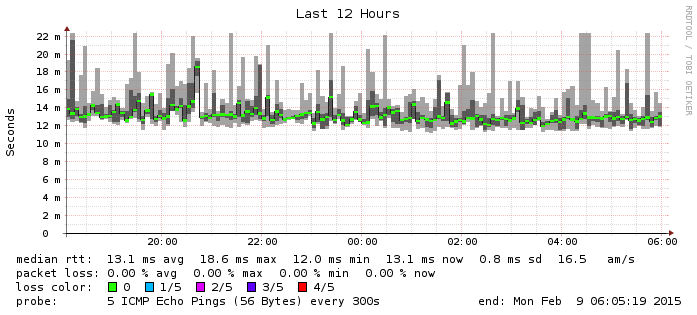 Last 12 Hours
RRDTOOL / TOBI OETIKER
Seconds
22 m
20 m
18 m
16 m
14 m
12 m
10 m
8 m
6 m
4 m
2 m
0
20:00 22:00 00:00 02:00 04:00 06:00
median rtt: 13.1 ms avg 18.6 ms max 12.0 ms min 13.1 ms now 0.8 ms sd 16.5 am/s
packet loss: 0.00 % avg 0.00 % max 0.00 % min 0.00 % now
loss color: 0 1/5 2/5 3/5 4/5
probe: 5 ICMP Echo Pings (56 Bytes) every 300s end: Mon Feb 9 06:05:19 2015